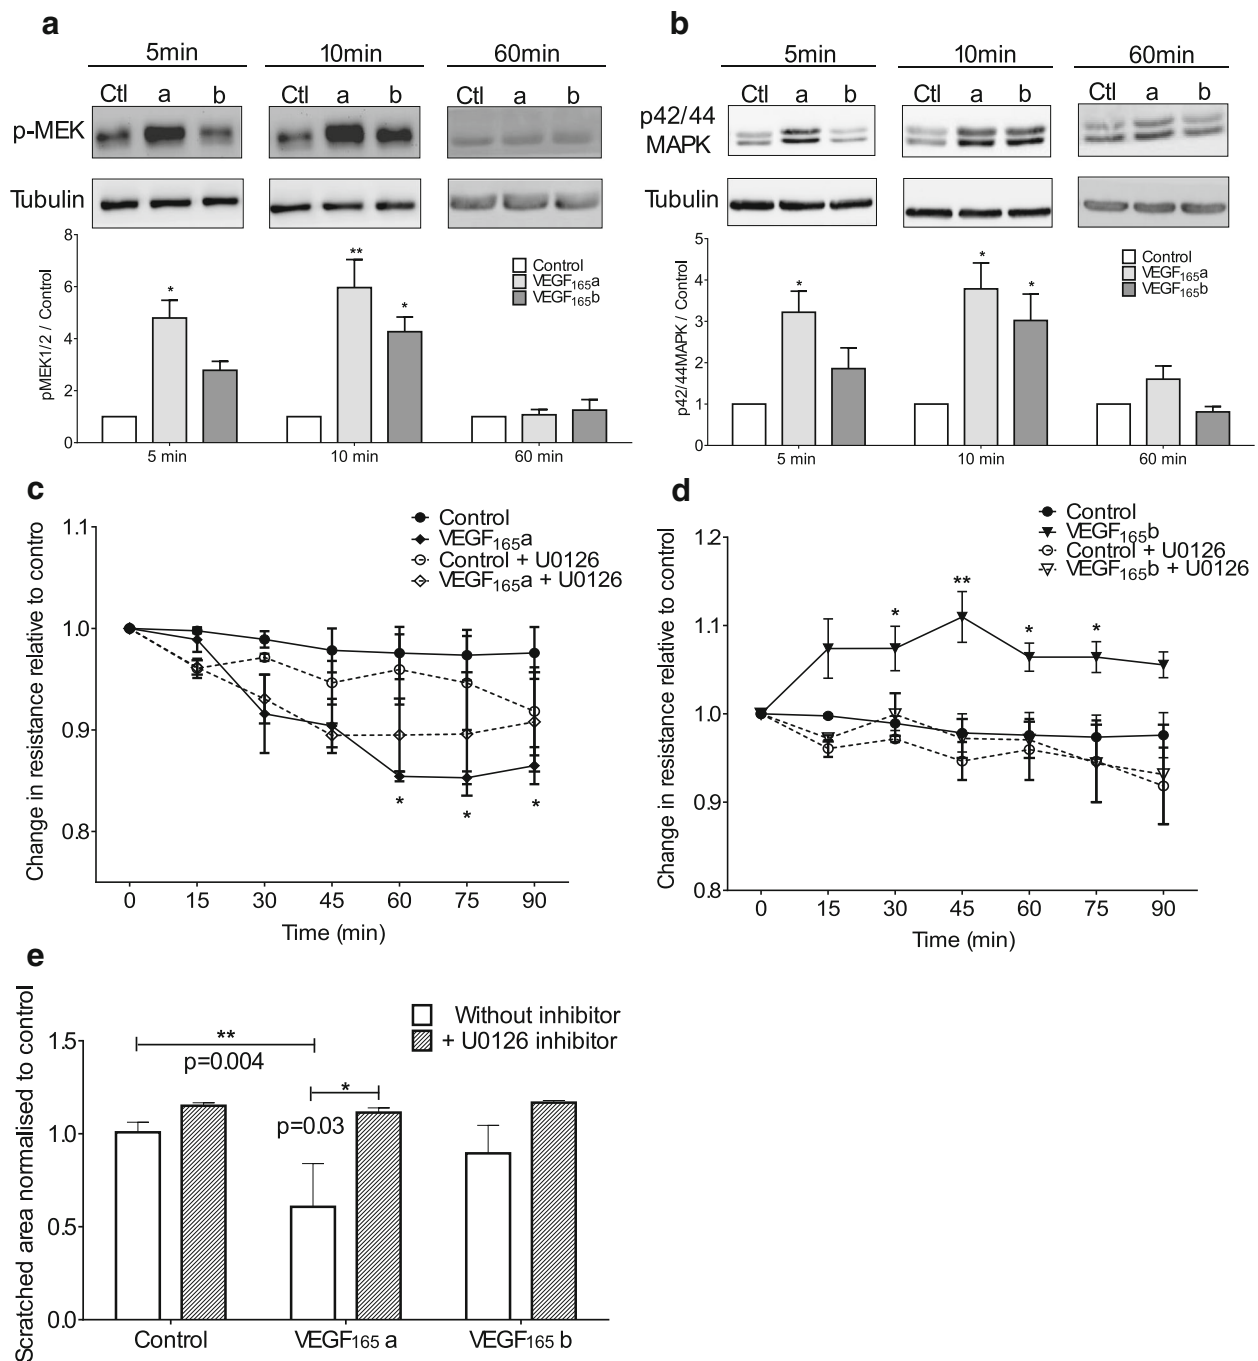 a
5min 10min 60min
Ctl a b Ctl a b Ctl a b
p-MEK
Tubulin
8
6
4
2
0
pMEK1/2 / Control
* ** *
Control
VEGF165a
VEGF165b
5 min 10 min 60 min
b
5min 10min 60min
Ctl a b Ctl a b Ctl a b
p42/44
MAPK
Tubulin
5
4
3
2
1
0
p42/44MAPK / Control
* * *
Control
VEGF165a
VEGF165b
5 min 10 min 60 min
c
Control
VEGF165a
Control + U0126
VEGF165a + U0126
1.1
1.0
0.9
0.8
Change in resistance relative to contro
* * *
0 15 30 45 60 75 90
Time (min)
d
Control
VEGF165b
Control + U0126
VEGF165b + U0126
1.2
1.1
1.0
0.9
0.8
Change in resistance relative to control
* ** * *
0 15 30 45 60 75 90
Time (min)
e
Without inhibitor
+ U0126 inhibitor
1.5
1.0
0.5
0.0
Scratched area normalised to control
**
p=0.004
*
p=0.03
Control VEGF165 a VEGF165 b